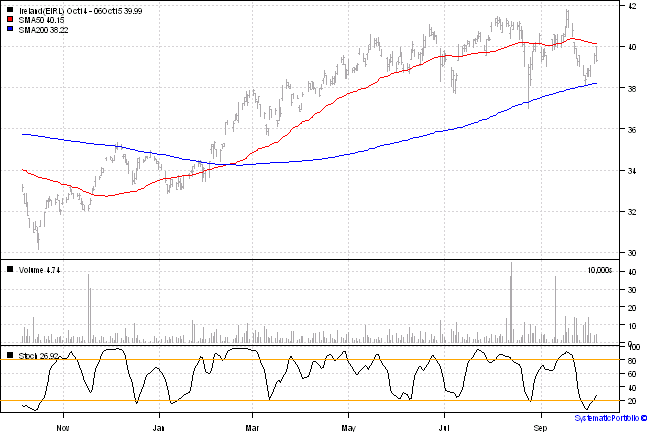 Ireland(EIRL) Oct14 - 06Oct15 39.99
SMA50 40.15
SMA200 38.22
42
40
38
36
34
32
30
Volume 4.74
10,000s
40
30
20
10
0
Stoch 26.92
100
80
60
40
20
Nov Jan Mar May Jul Sep
SystematicPortfolio ©